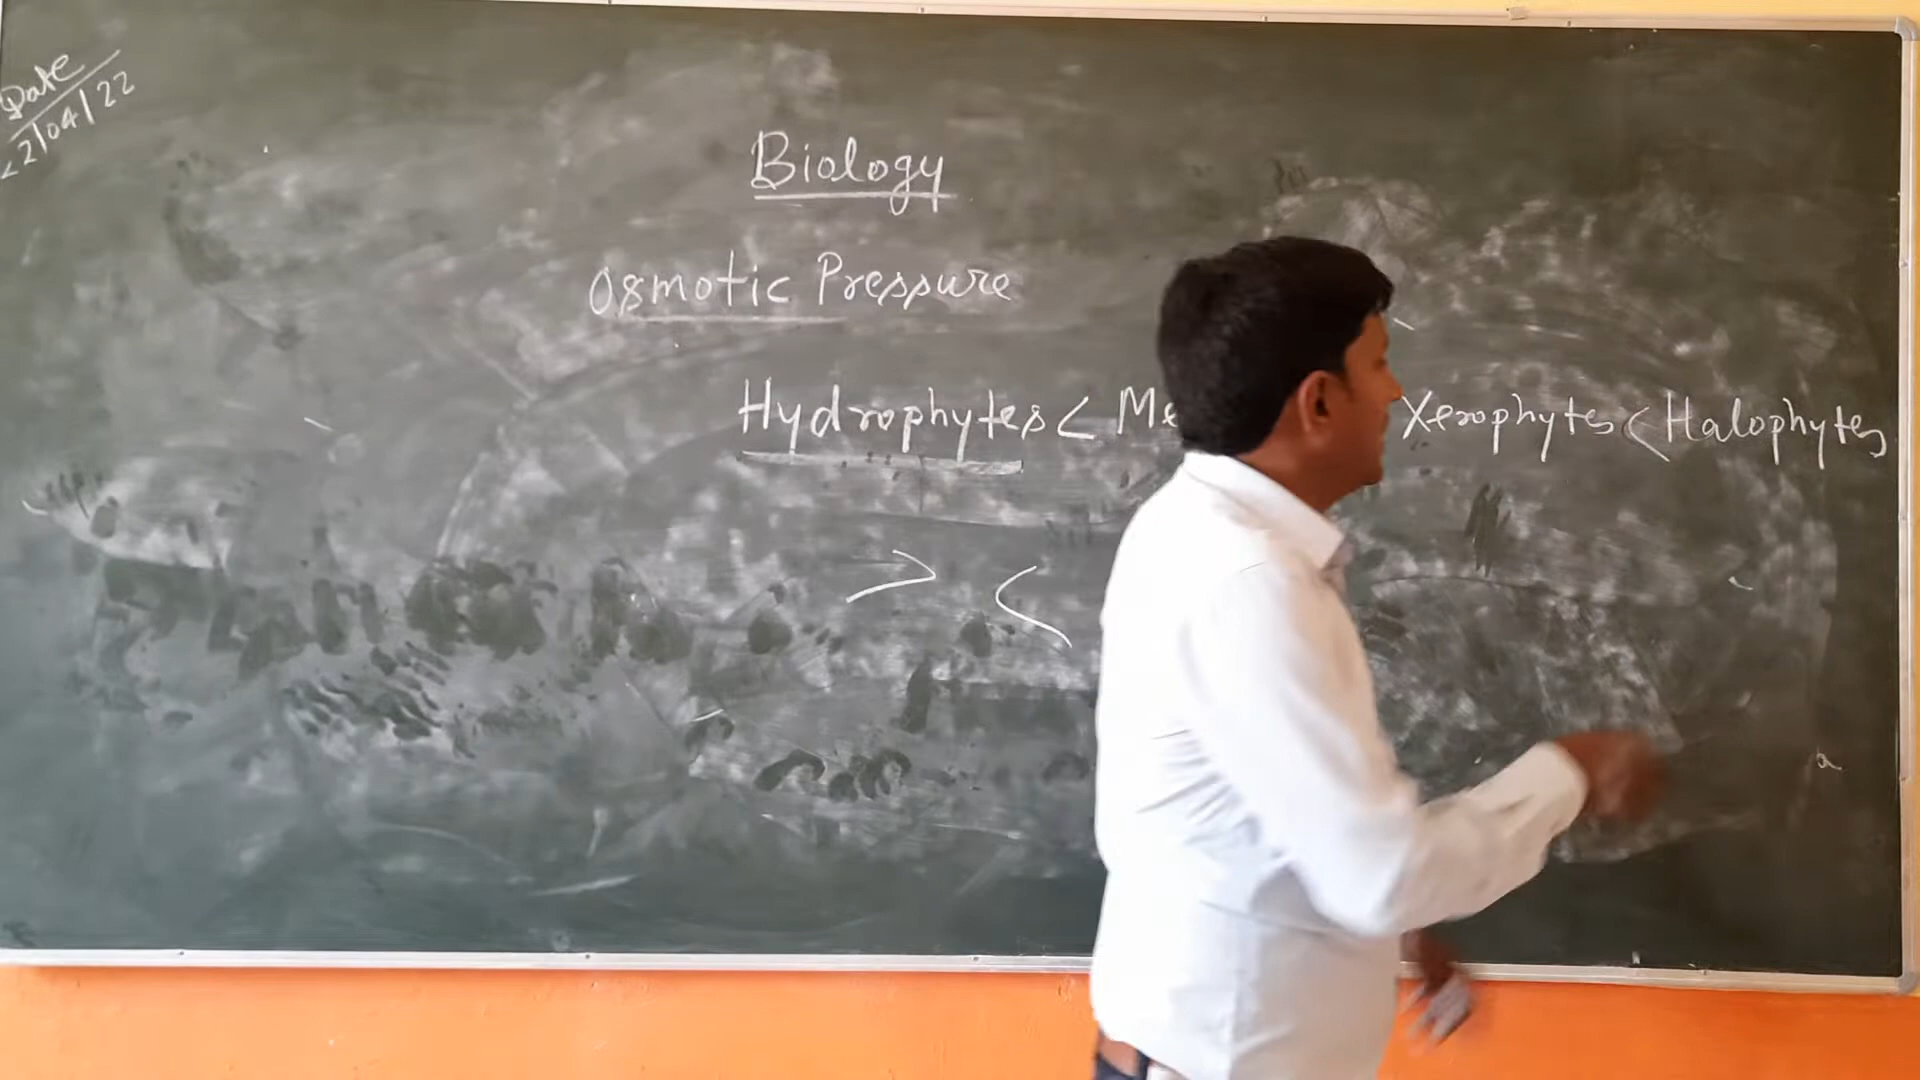 Date
22/04/22
Biology
Osmotic Pressure
Hydrophytes < Me Xerophytes < Halophytes
> <
a